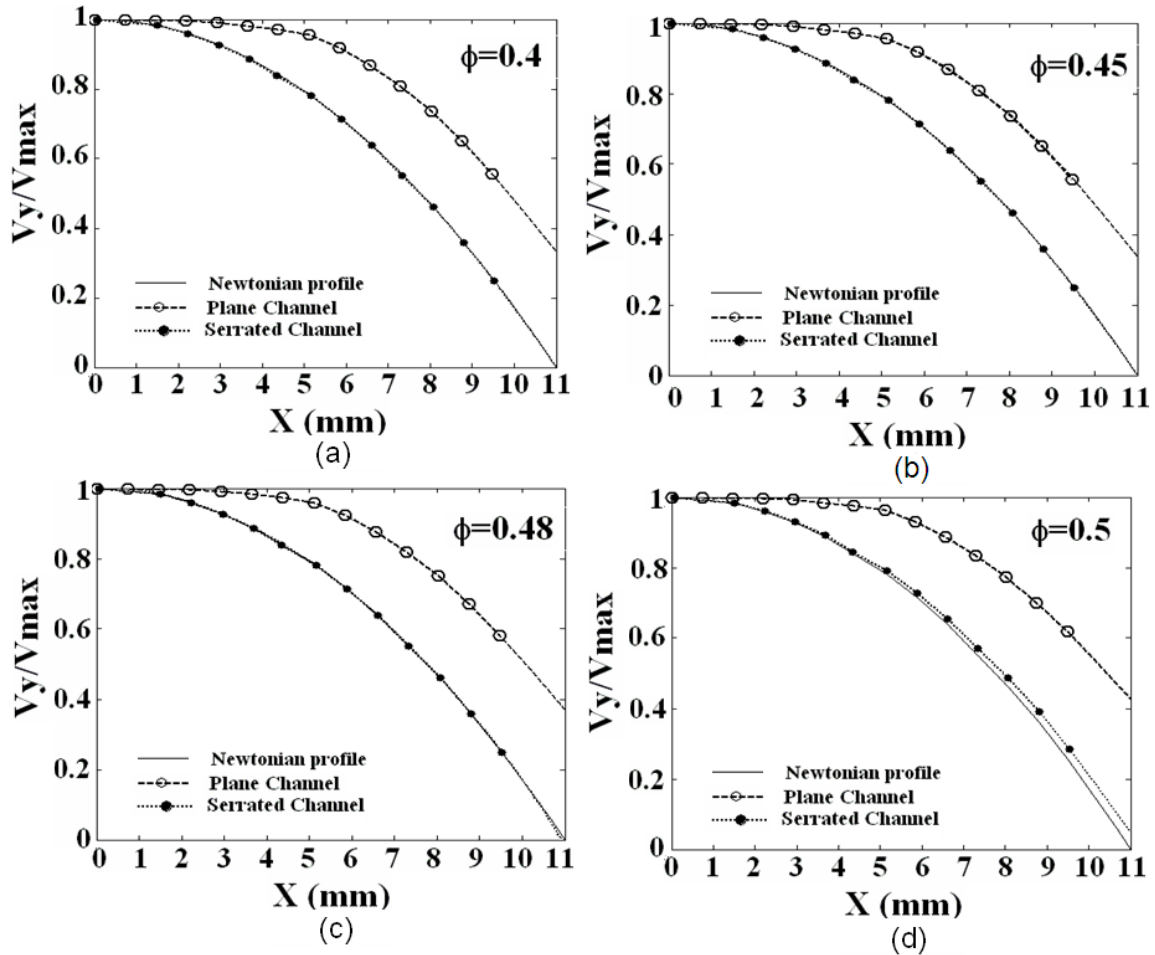 1
0.8
0.6
0.4
0.2
0
Vy/Vmax
ϕ=0.4
Newtonian profile
Plane Channel
Serrated Channel
0 1 2 3 4 5 6 7 8 9 10 11
X (mm)
(a)
1
0.8
0.6
0.4
0.2
0
Vy/Vmax
ϕ=0.45
Newtonian profile
Plane Channel
Serrated Channel
0 1 2 3 4 5 6 7 8 9 10 11
X (mm)
(b)
1
0.8
0.6
0.4
0.2
0
Vy/Vmax
ϕ=0.48
Newtonian profile
Plane Channel
Serrated Channel
0 1 2 3 4 5 6 7 8 9 10 11
X (mm)
(c)
1
0.8
0.6
0.4
0.2
0
Vy/Vmax
ϕ=0.5
Newtonian profile
Plane Channel
Serrated Channel
0 1 2 3 4 5 6 7 8 9 10 11
X (mm)
(d)